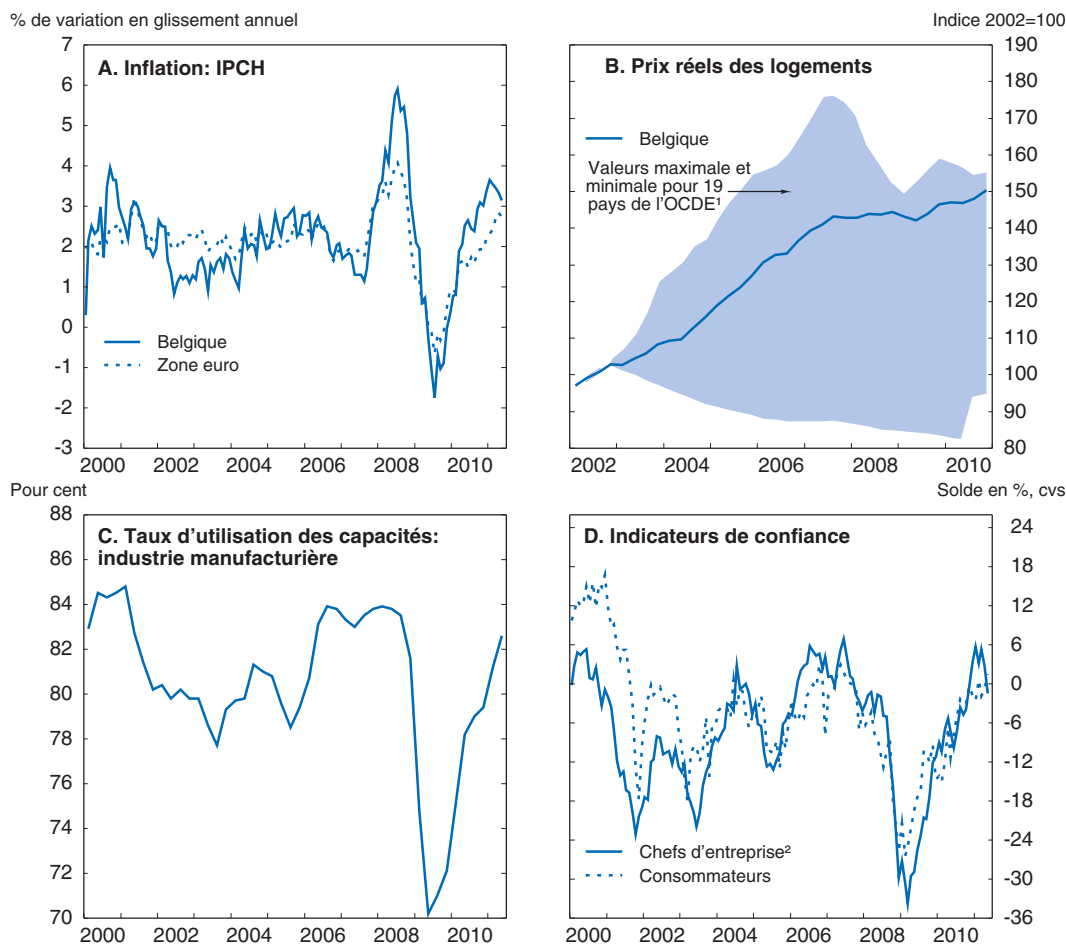 % de variation en glissement annuel
Indice 2002=100
A. Inflation: IPCH
7
6
5
4
3
2
1
0
-1
-2
-3
Belgique
Zone euro
2000 2002 2004 2006 2008 2010
B. Prix réels des logements
190
180
170
160
150
140
130
120
110
100
90
80
Belgique
Valeurs maximale et
minimale pour 19
pays de l'OCDE¹
2002 2004 2006 2008 2010
Pour cent
Solde en %, cvs
C. Taux d'utilisation des capacités:
industrie manufacturière
88
86
84
82
80
78
76
74
72
70
2000 2002 2004 2006 2008 2010
D. Indicateurs de confiance
24
18
12
6
0
-6
-12
-18
-24
-30
-36
Chefs d'entreprise²
Consommateurs
2000 2002 2004 2006 2008 2010